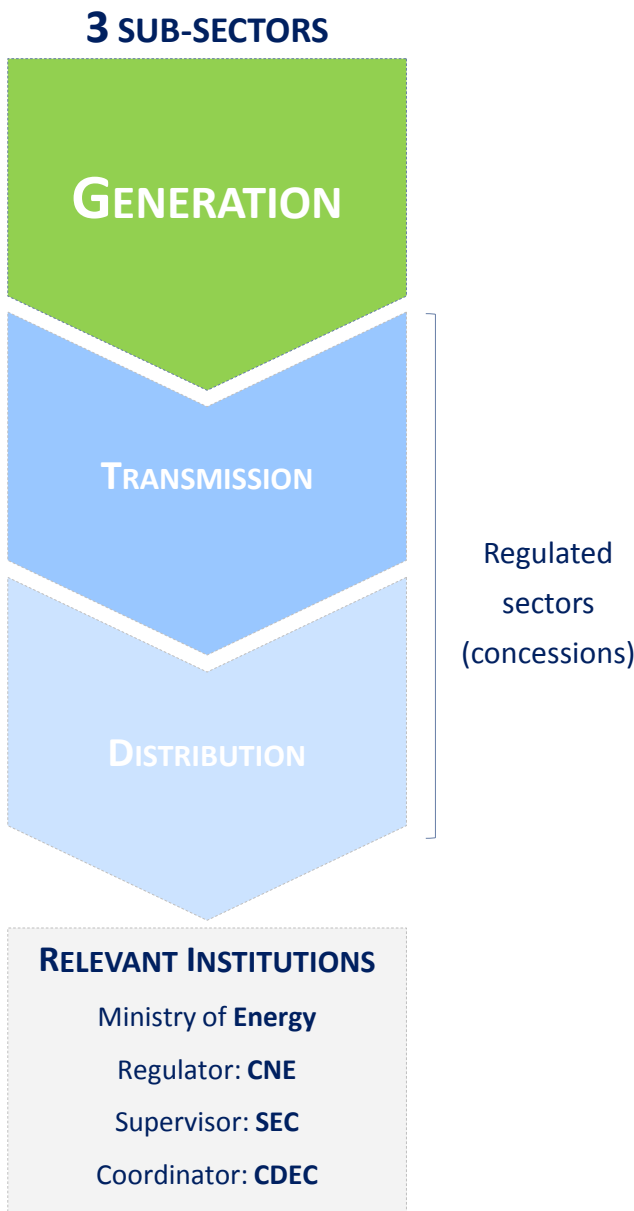 3 SUB-SECTORS
GENERATION
TRANSMISSION
DISTRIBUTION
Regulated
sectors
(concessions)
RELEVANT INSTITUTIONS
Ministry of Energy
Regulator: CNE
Supervisor: SEC
Coordinator: CDEC